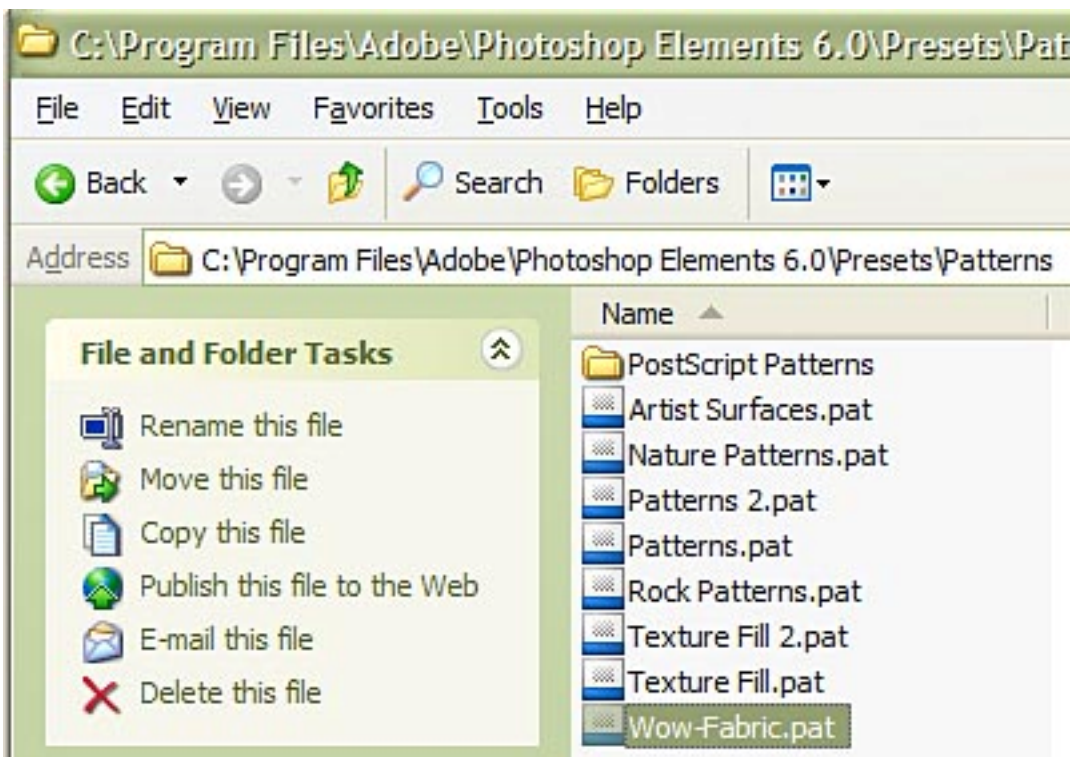 C:\Program Files\Adobe\Photoshop Elements 6.0\Presets\Pat
File Edit View Favorites Tools Help
Back Search Folders
Address C:\Program Files\Adobe\Photoshop Elements 6.0\Presets\Patterns
Name
File and Folder Tasks
Rename this file
Move this file
Copy this file
Publish this file to the Web
E-mail this file
Delete this file
PostScript Patterns
Artist Surfaces.pat
Nature Patterns.pat
Patterns 2.pat
Patterns.pat
Rock Patterns.pat
Texture Fill 2.pat
Texture Fill.pat
Wow-Fabric.pat